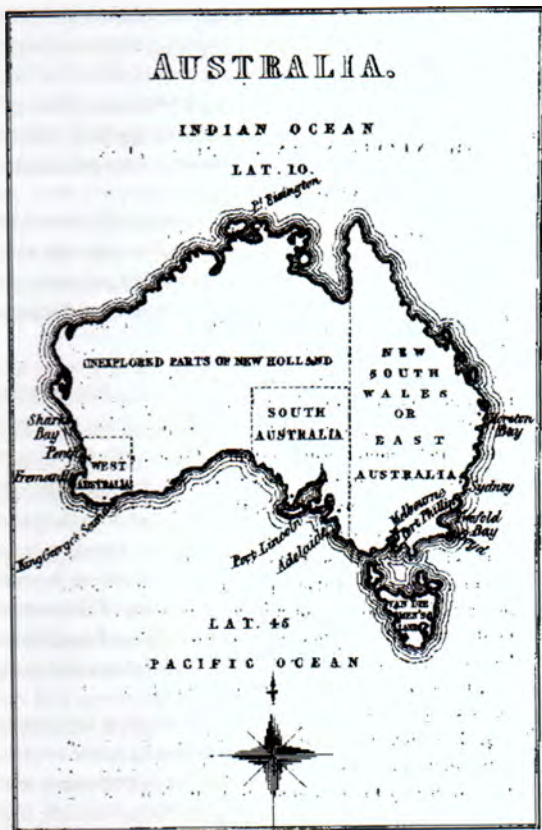 AUSTRALIA.
INDIAN OCEAN
LAT. 10.
Pt Essington
UNEXPLORED PARTS OF NEW HOLLAND
NEW
SOUTH
WALES
OR
EAST
AUSTRALIA
SOUTH
AUSTRALIA
Sharks
Bay
Perth
WEST
AUSTRALIA
Fremantle
King George's
Port Lincoln
Adelaide
Melbourne
Port Phillip
Moreton
Bay
Sydney
Bay
VAN DIE
MEN'S
LAND
LAT. 45
PACIFIC OCEAN